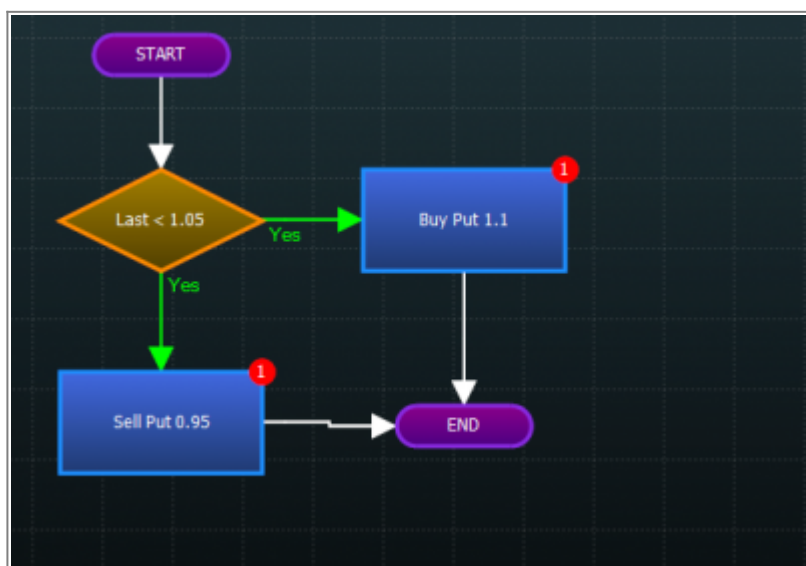 START
1
Last < 1.05
Yes
Buy Put 1.1
Yes
1
Sell Put 0.95
END